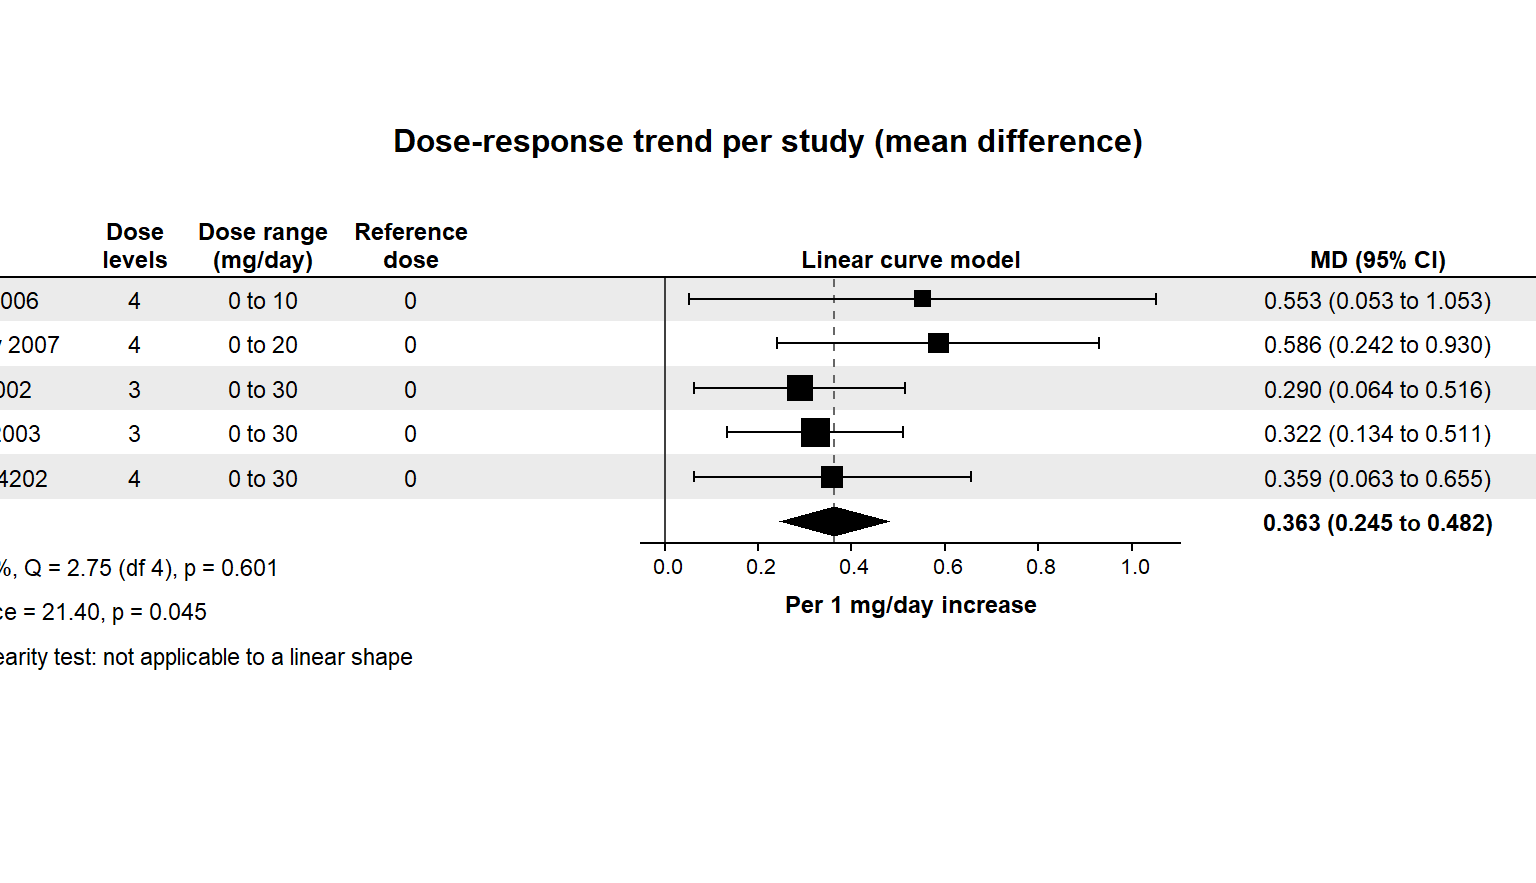 Dose-response trend per study (mean difference)
Dose levels Dose range (mg/day) Reference dose Linear curve model MD (95% CI)
006 4 0 to 10 0 0.553 (0.053 to 1.053)
2007 4 0 to 20 0 0.586 (0.242 to 0.930)
002 3 0 to 30 0 0.290 (0.064 to 0.516)
2003 3 0 to 30 0 0.322 (0.134 to 0.511)
4202 4 0 to 30 0 0.359 (0.063 to 0.655)
0.363 (0.245 to 0.482)
0.0 0.2 0.4 0.6 0.8 1.0
Per 1 mg/day increase
%, Q = 2.75 (df 4), p = 0.601
ce = 21.40, p = 0.045
earity test: not applicable to a linear shape